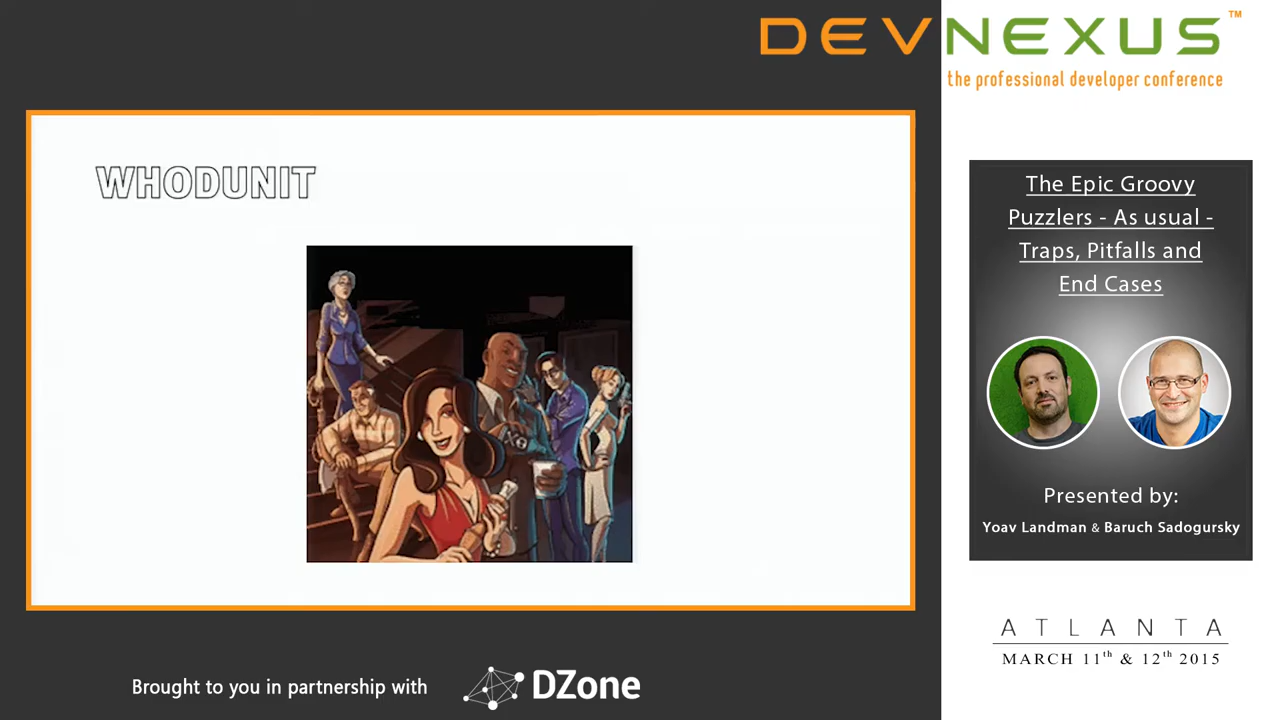 DEVNEXUS™
the professional developer conference
WHODUNIT
The Epic Groovy
Puzzlers - As usual -
Traps, Pitfalls and
End Cases
Presented by:
Yoav Landman & Baruch Sadogursky
ATLANTA
MARCH 11th & 12th 2015
Brought to you in partnership with
DZone